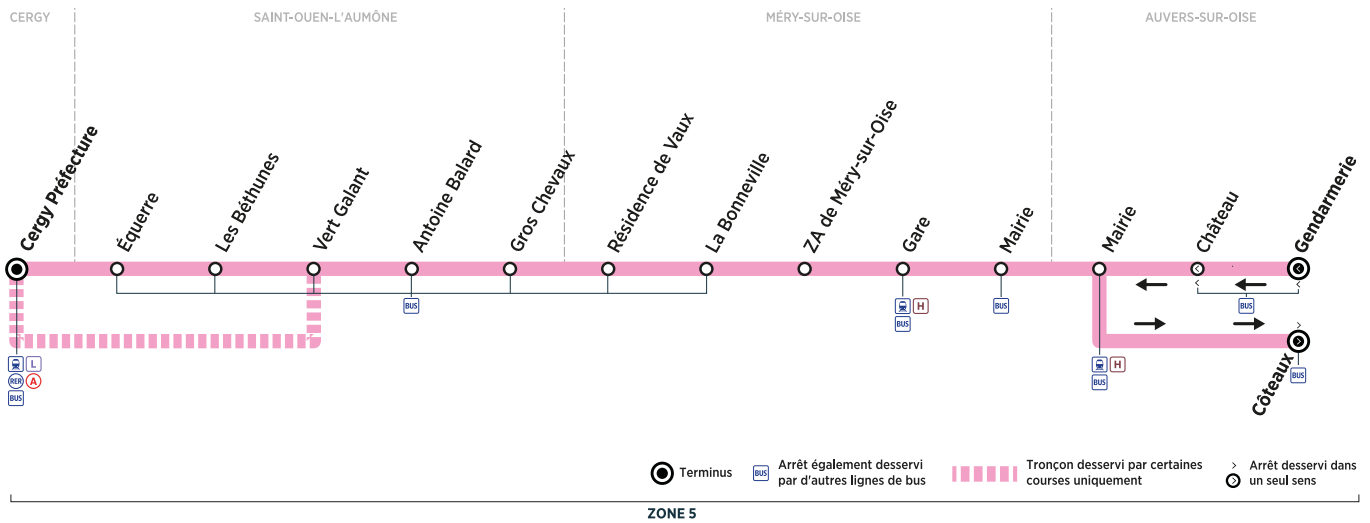 CERGY
SAINT-OUEN-L'AUMÔNE
MÉRY-SUR-OISE
AUVERS-SUR-OISE
Cergy Préfecture
Équerre
Les Béthunes
Vert Galant
Antoine Balard
Gros Chevaux
Résidence de Vaux
La Bonneville
ZA de Méry-sur-Oise
Gare
Mairie
Mairie
Château
Gendarmerie
BUS
H
BUS
BUS
BUS
L
RER A
BUS
H
BUS
Côteaux
BUS
Terminus
BUS
Arrêt également desservi
par d'autres lignes de bus
Tronçon desservi par certaines
courses uniquement
Arrêt desservi dans
un seul sens
ZONE 5